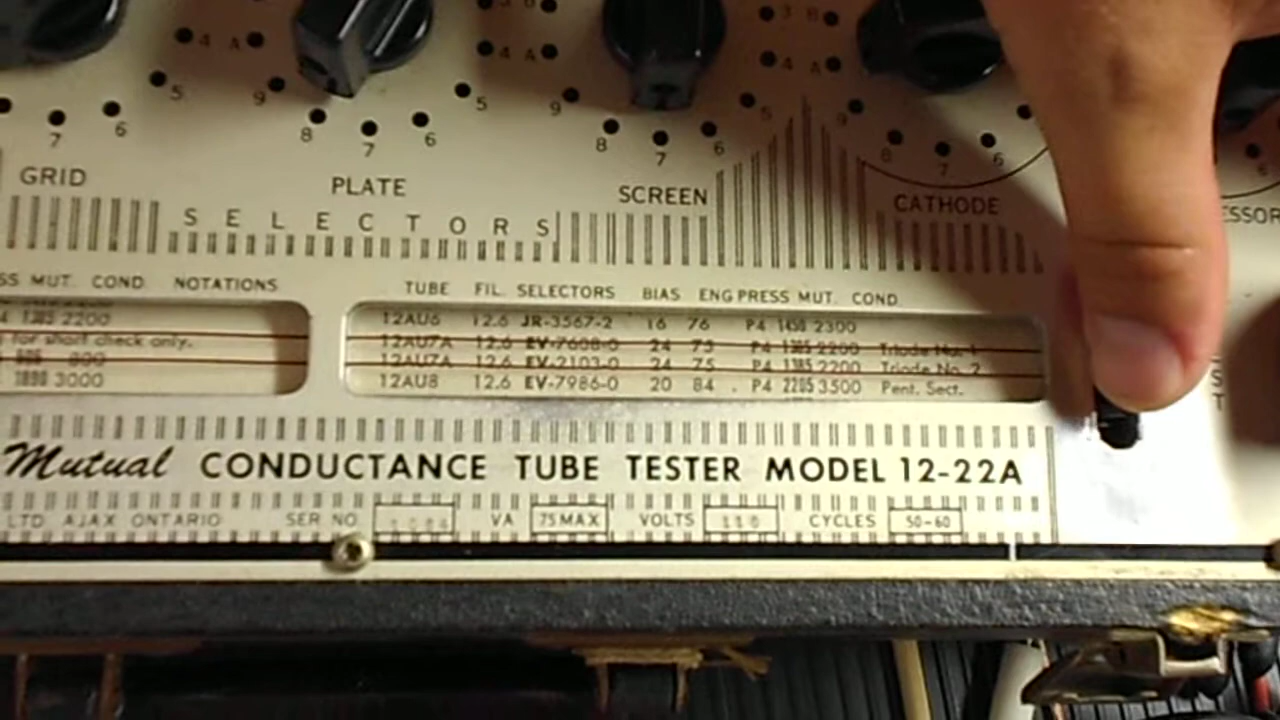 3 B 3 B
4 A 4 A 4 A
5 9 5 9 5 9
7 6 8 7 6 8 7 6 8 7 6
GRID PLATE SCREEN CATHODE
SELECTORS
MUT. COND NOTATIONS TUBE FIL. SELECTORS BIAS ENG PRESS MUT. COND.
2200 12AU6 12.6 JR-3567-2 16 76 P4 1450 2300
for short check only. 12AU7A 12.6 EV-7608-0 24 75 P4 1385 2200 Triode No. 1
800 12AU7A 12.6 EV-2103-0 24 75 P4 1385 2200 Triode No. 2
3000 12AU8 12.6 EV-7986-0 20 84 . P4 2205 3500 Pent. Sect.
Mutual CONDUCTANCE TUBE TESTER MODEL 12-22A
LTD AJAX ONTARIO SER NO VA 75 MAX VOLTS 110 CYCLES 50-60